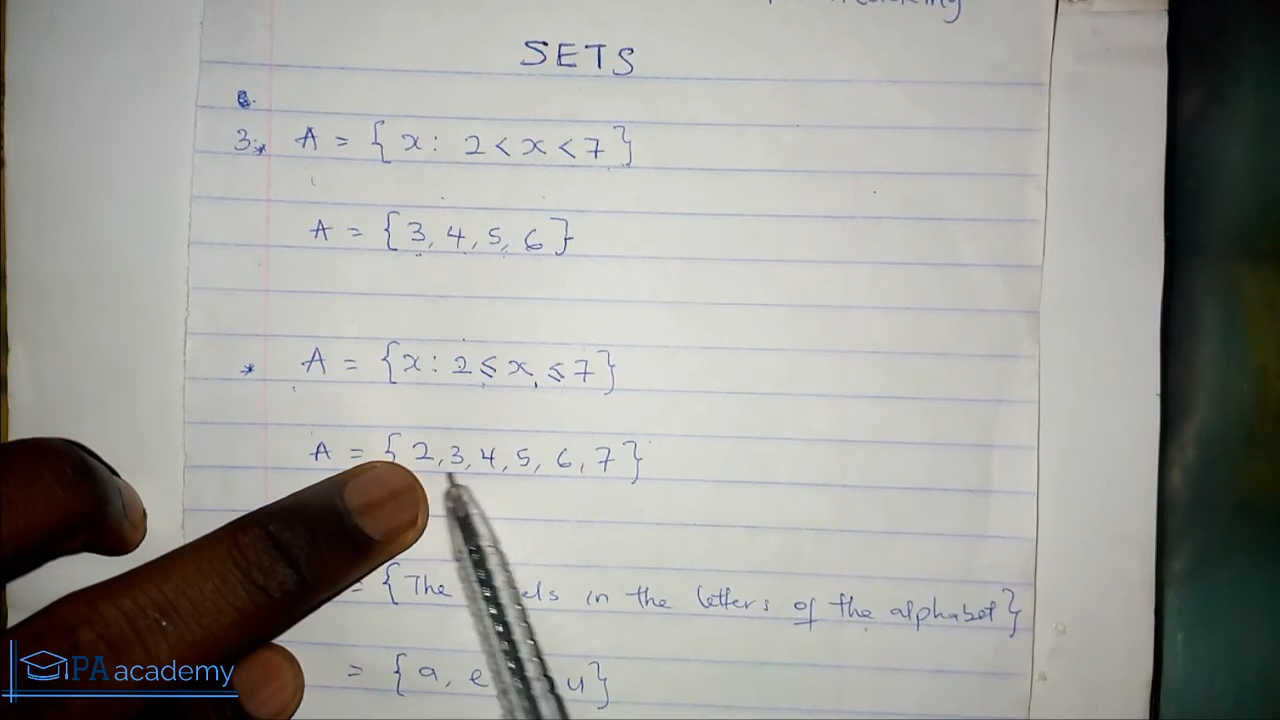 SETS
3. * A = { x : 2 < x < 7 }
A = { 3, 4, 5, 6 }
* A = { x : 2 ≤ x ≤ 7 }
A = { 2, 3, 4, 5, 6, 7 }
= { The in the letters of the alphabet }
= { a, e u }
PA academy